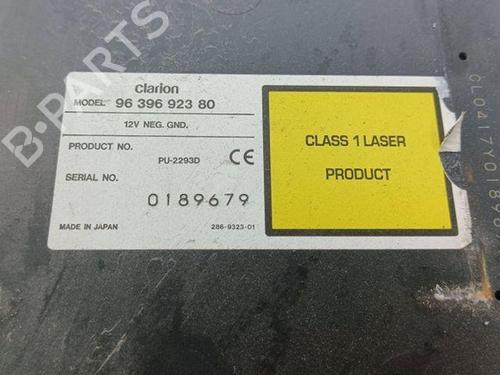 B-PARTS
clarion
MODEL 96 396 923 80
12V NEG. GND.
PRODUCT NO. PU-2293D CE
SERIAL NO. 0189679
MADE IN JAPAN 286-9323-01
CLASS 1 LASER
PRODUCT